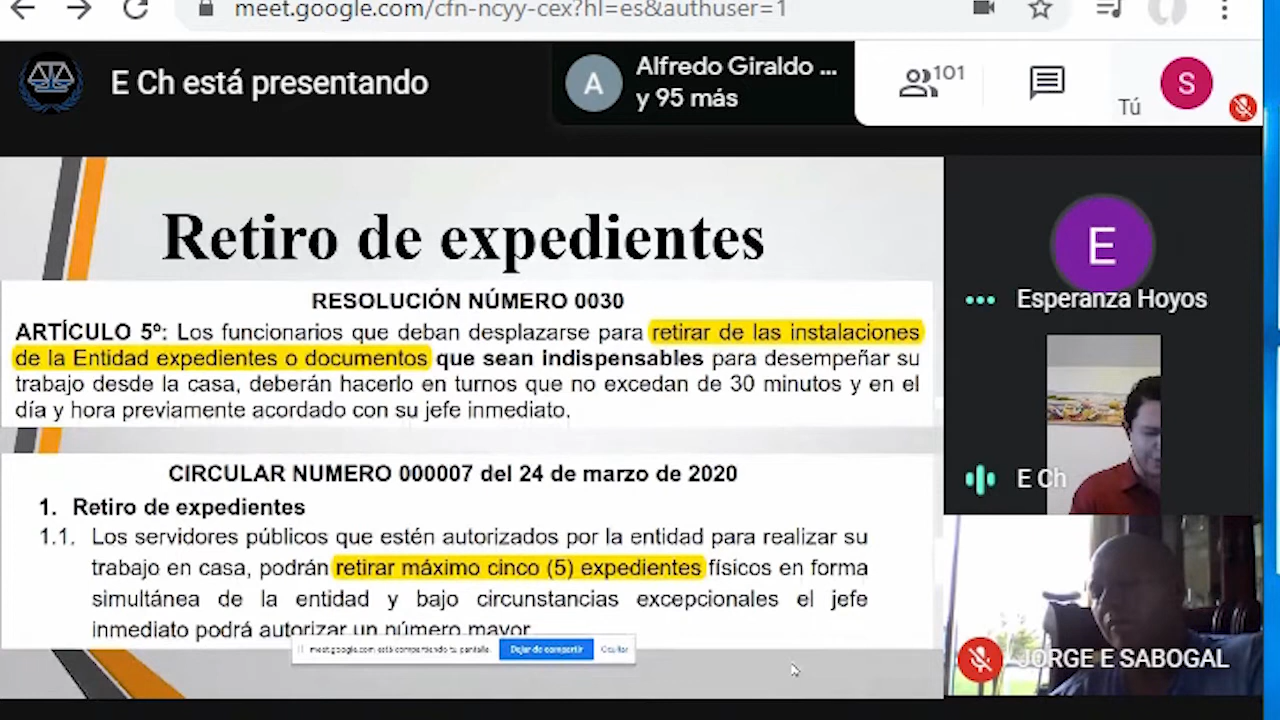 meet.google.com/cfn-ncyy-cex?hl=es&authuser=1
E Ch está presentando
A
Alfredo Giraldo ...
y 95 más
101
Tú
S
Retiro de expedientes
RESOLUCIÓN NÚMERO 0030
ARTÍCULO 5º: Los funcionarios que deban desplazarse para retirar de las instalaciones
de la Entidad expedientes o documentos que sean indispensables para desempeñar su
trabajo desde la casa, deberán hacerlo en turnos que no excedan de 30 minutos y en el
día y hora previamente acordado con su jefe inmediato.
CIRCULAR NUMERO 000007 del 24 de marzo de 2020
1. Retiro de expedientes
1.1. Los servidores públicos que estén autorizados por la entidad para realizar su
trabajo en casa, podrán retirar máximo cinco (5) expedientes físicos en forma
simultánea de la entidad y bajo circunstancias excepcionales el jefe
inmediato podrá autorizar un número mayor
meet.google.com está compartiendo tu pantalla.
Dejar de compartir
Ocultar
E
Esperanza Hoyos
E Ch
JORGE E SABOGAL